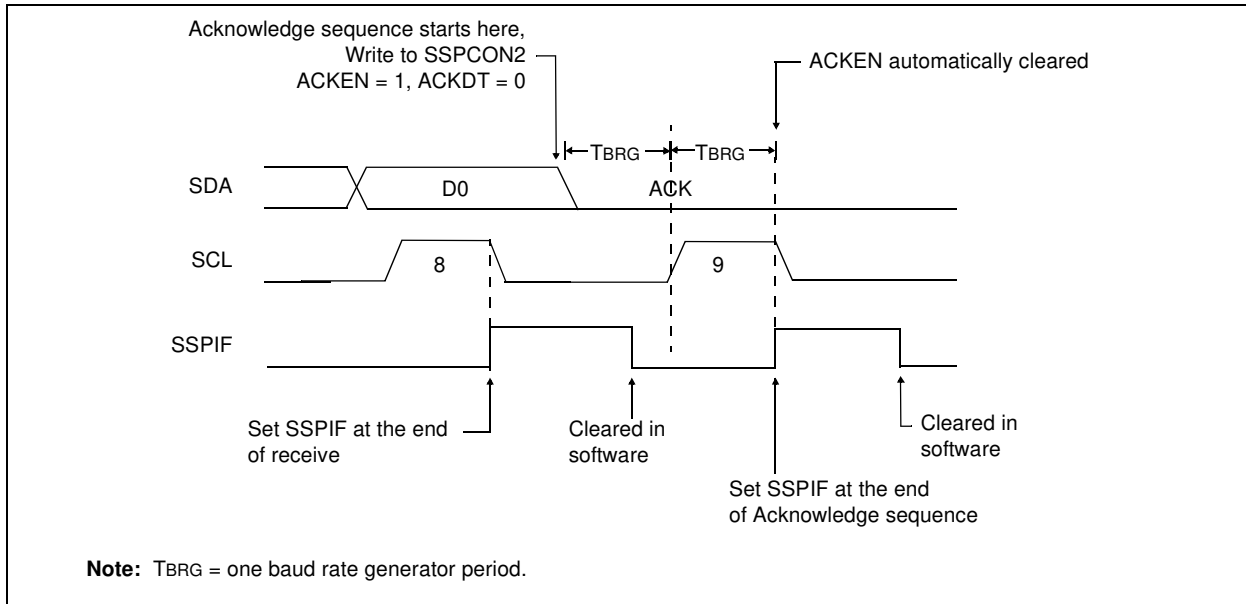 Acknowledge sequence starts here,
Write to SSPCON2
ACKEN = 1, ACKDT = 0
ACKEN automatically cleared
TBRG
TBRG
SDA
D0
ACK
SCL
8
9
SSPIF
Set SSPIF at the end
of receive
Cleared in
software
Set SSPIF at the end
of Acknowledge sequence
Cleared in
software
Note: TBRG = one baud rate generator period.